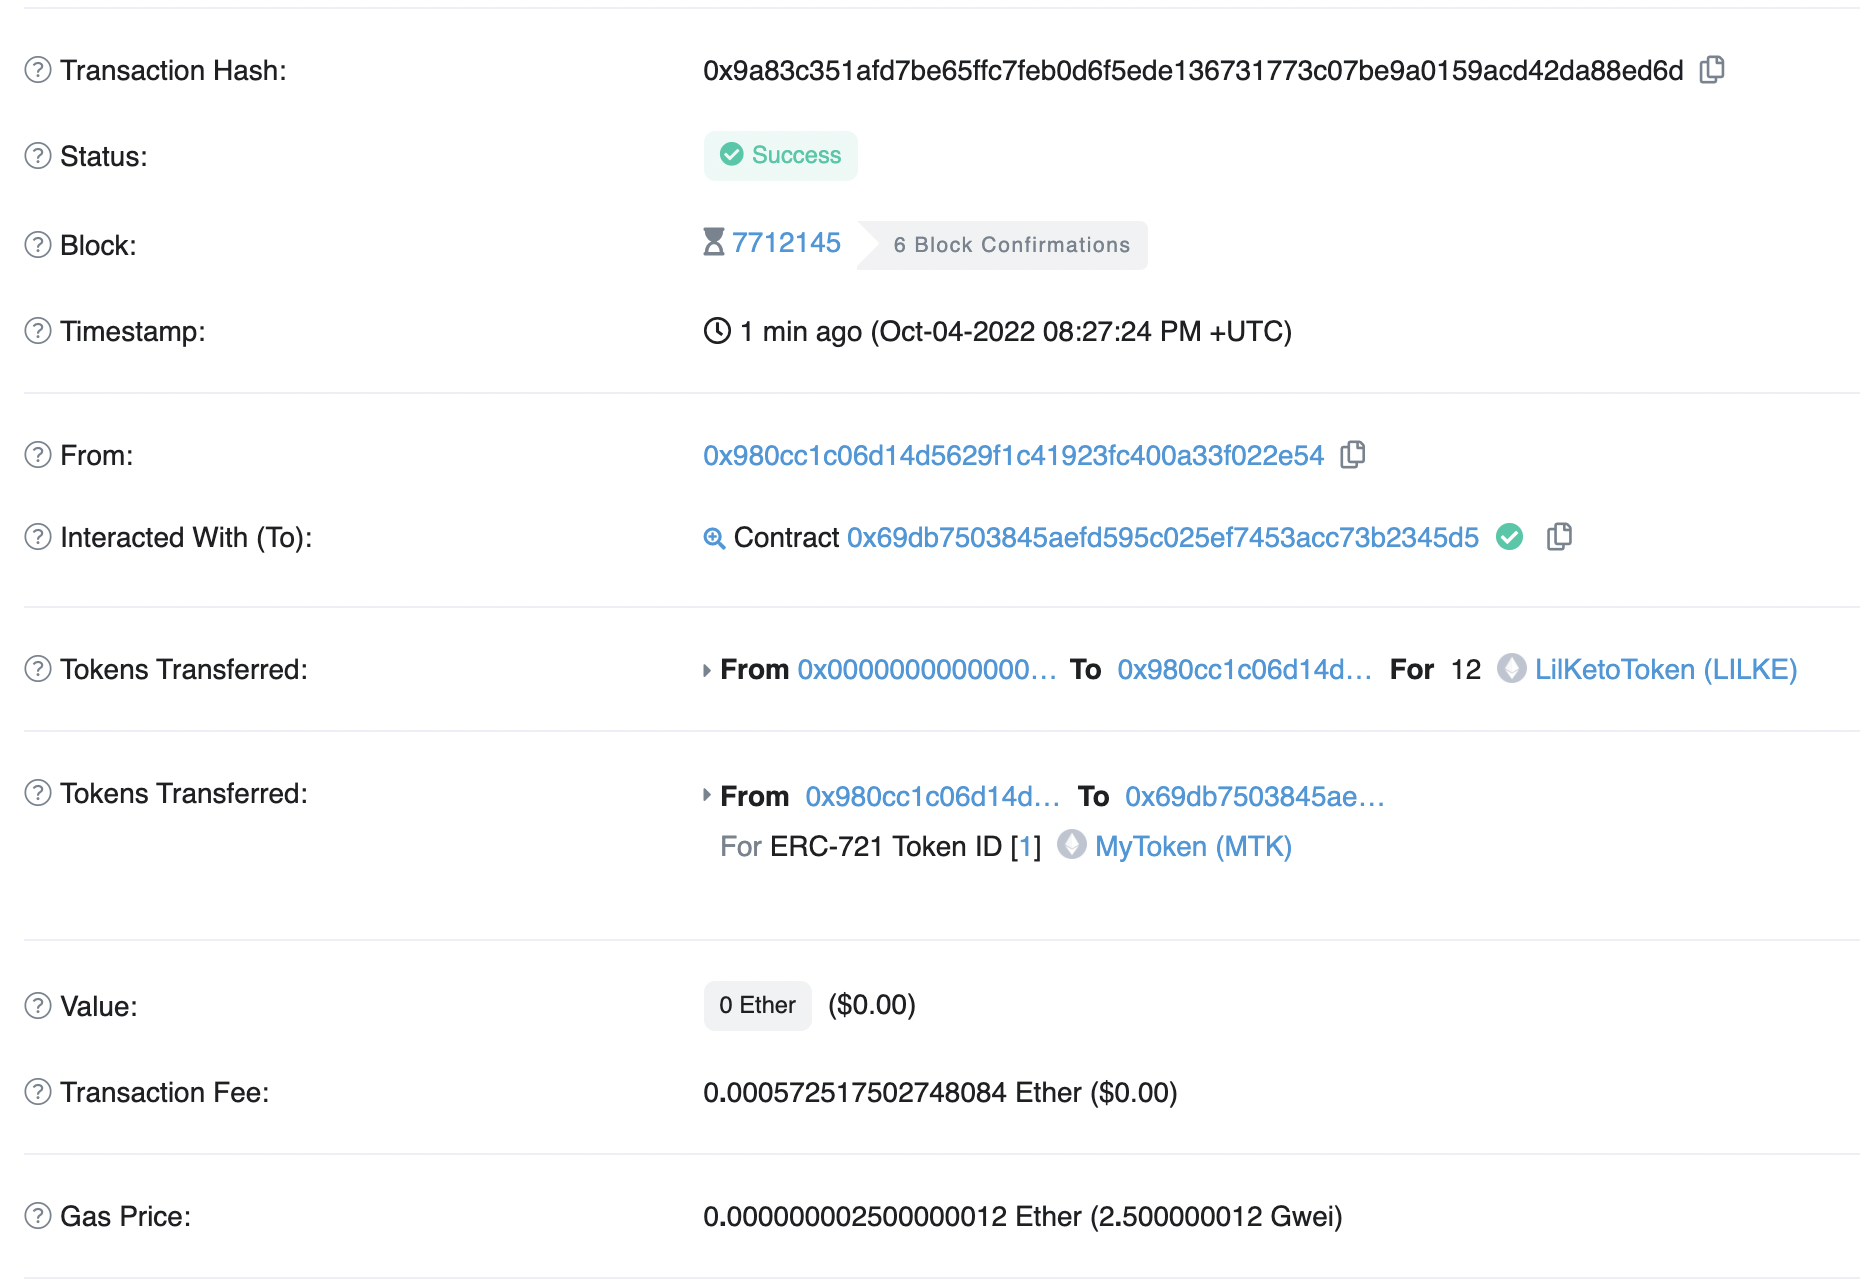 Transaction Hash: 0x9a83c351afd7be65ffc7feb0d6f5ede136731773c07be9a0159acd42da88ed6d
Status: Success
Block: 7712145 6 Block Confirmations
Timestamp: 1 min ago (Oct-04-2022 08:27:24 PM +UTC)
From: 0x980cc1c06d14d5629f1c41923fc400a33f022e54
Interacted With (To): Contract 0x69db7503845aefd595c025ef7453acc73b2345d5
Tokens Transferred: From 0x0000000000000... To 0x980cc1c06d14d... For 12 LilKetoToken (LILKE)
Tokens Transferred: From 0x980cc1c06d14d... To 0x69db7503845ae...
For ERC-721 Token ID [1] MyToken (MTK)
Value: 0 Ether ($0.00)
Transaction Fee: 0.000572517502748084 Ether ($0.00)
Gas Price: 0.000000002500000012 Ether (2.500000012 Gwei)